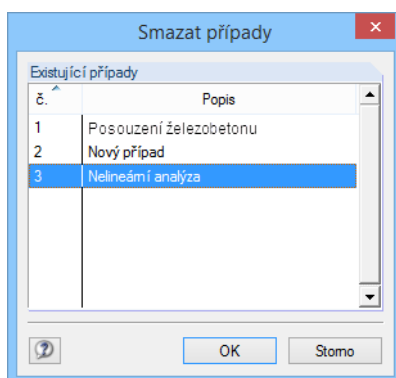 Smazat případy
Existující případy
č. Popis
1 Posouzení železobetonu
2 Nový případ
3 Nelineární analýza
OK Storno